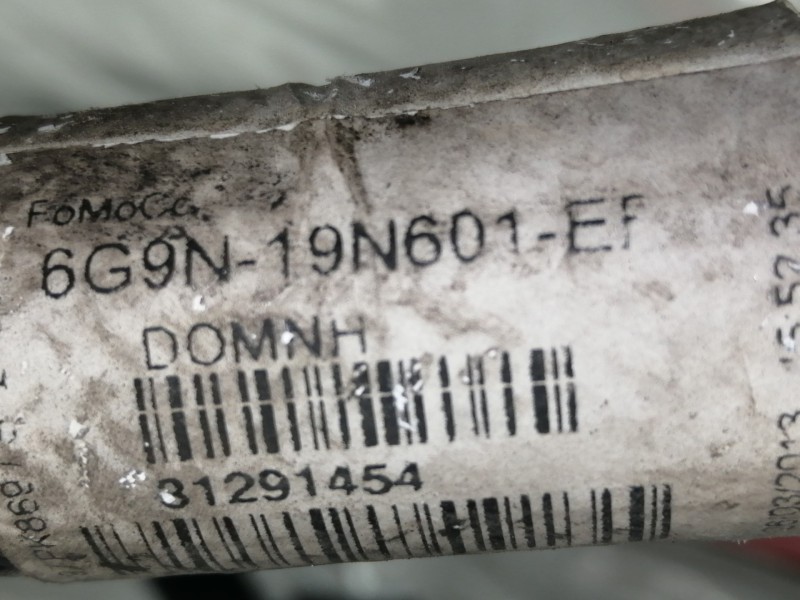 FoMoCo
6G9N-19N601-EF
DOMNH
31291454